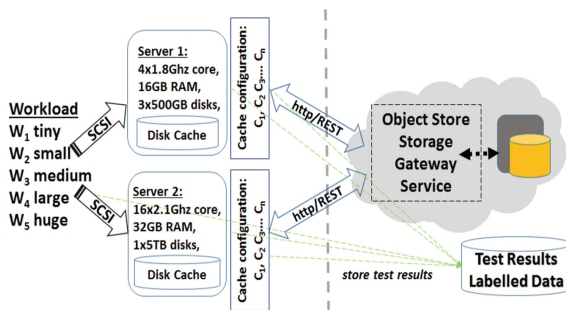 Workload
W1 tiny
W2 small
W3 medium
W4 large
W5 huge
SCSI
SCSI
Server 1:
4x1.8Ghz core,
16GB RAM,
3x500GB disks,
Disk Cache
Cache configuration:
C1, C2 C3.... Cn
Server 2:
16x2.1Ghz core,
32GB RAM,
1x5TB disks,
Disk Cache
Cache configuration:
C1, C2 C3.... Cn
http/REST
http/REST
Object Store
Storage
Gateway
Service
store test results
Test Results
Labelled Data